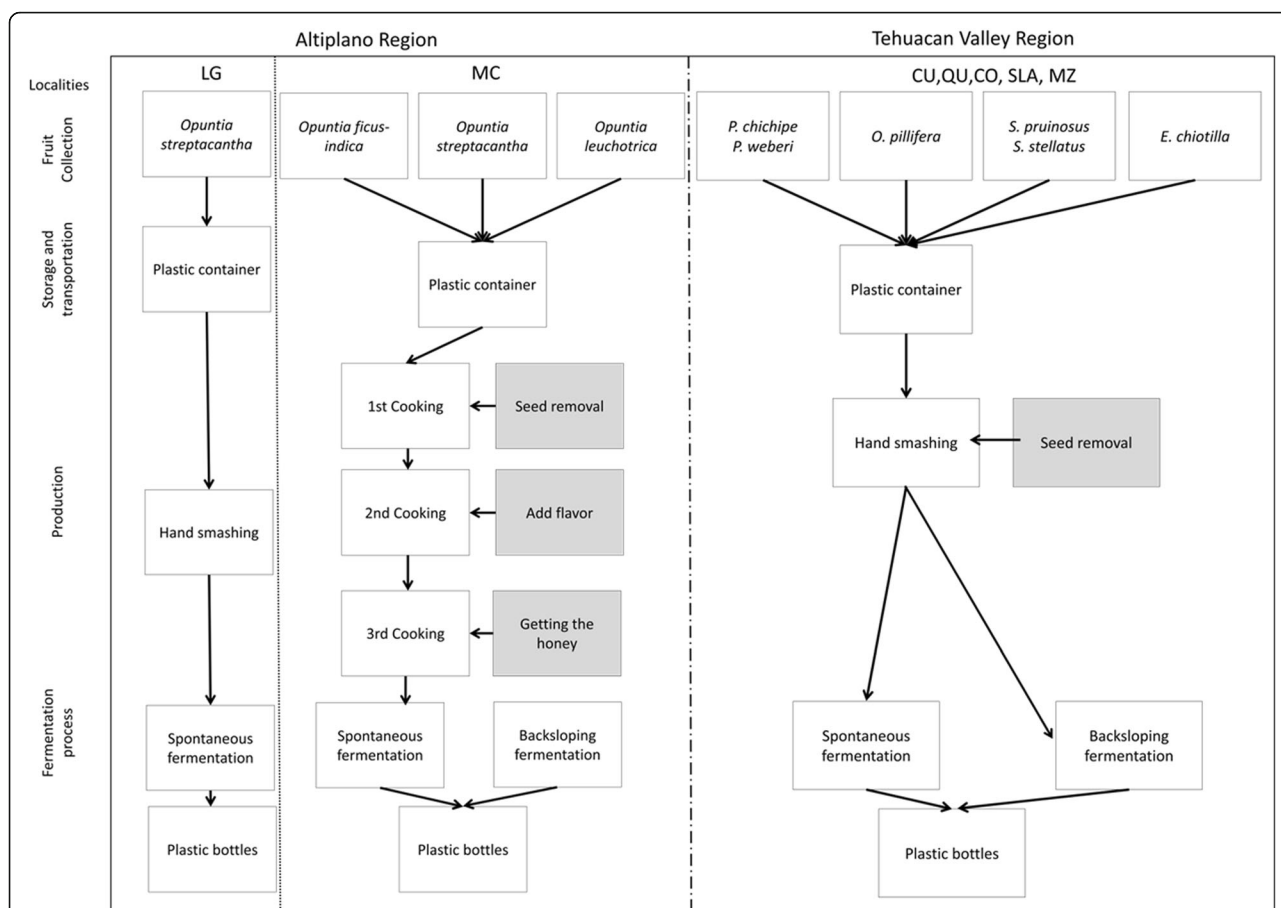 Altiplano Region
Tehuacan Valley Region
Localities
LG
MC
CU,QU,CO, SLA, MZ
Fruit
Collection
Opuntia
streptacantha
Opuntia ficus-
indica
Opuntia
streptacantha
Opuntia
leuchotrica
P. chichipe
P. weberi
O. pillifera
S. pruinosus
S. stellatus
E. chiotilla
Storage and
transportation
Plastic container
Plastic container
Plastic container
Production
1st Cooking
Seed removal
Hand smashing
Seed removal
Hand smashing
2nd Cooking
Add flavor
3rd Cooking
Getting the
honey
Fermentation
process
Spontaneous
fermentation
Spontaneous
fermentation
Backsloping
fermentation
Spontaneous
fermentation
Backsloping
fermentation
Plastic bottles
Plastic bottles
Plastic bottles